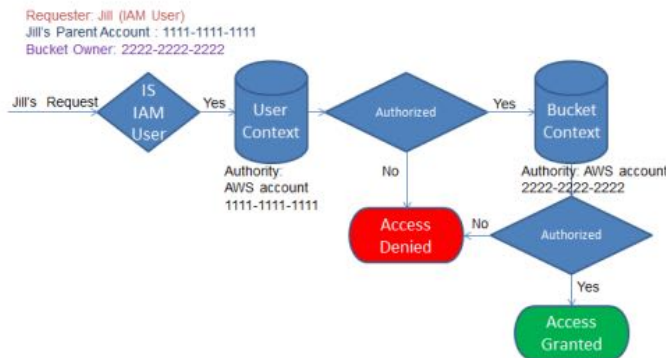 Requester: Jill (IAM User)
Jill's Parent Account : 1111-1111-1111
Bucket Owner: 2222-2222-2222
Jill's Request
IS
IAM
User
Yes
User
Context
Authority:
AWS account
1111-1111-1111
Authorized
Yes
No
Bucket
Context
Authority: AWS account
2222-2222-2222
Access
Denied
No
Authorized
Yes
Access
Granted